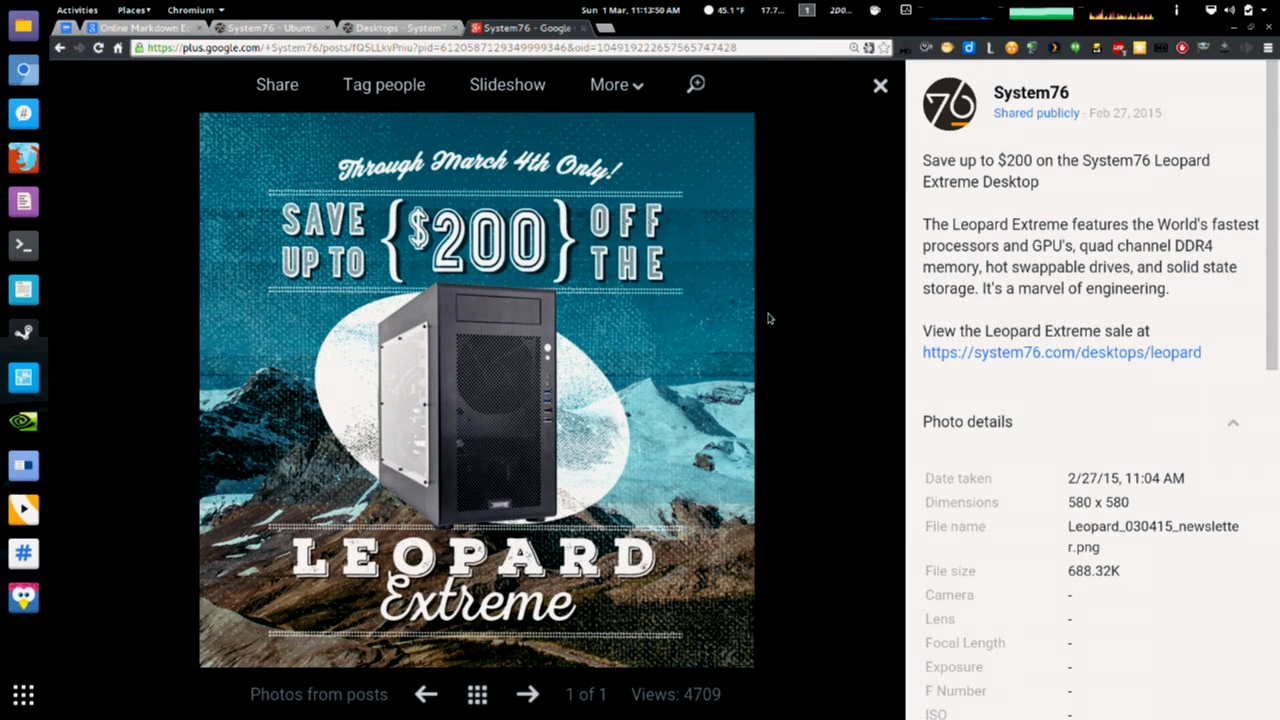 Activities Places Chromium Sun 1 Mar, 11:13:50 AM 45.1 °F 17.7... 1 200...
Online Markdown E System76 - Ubuntu Desktops - System7 System76 - Google
https://plus.google.com/+System76/posts/fQ5LLkvPniu?pid=6120587129349999346&oid=104919222657565747428
Share Tag people Slideshow More
Through March 4th Only!
SAVE UP TO {$200} OFF THE
LEOPARD
Extreme
Photos from posts 1 of 1 Views: 4709
76
System76
Shared publicly - Feb 27, 2015
Save up to $200 on the System76 Leopard
Extreme Desktop
The Leopard Extreme features the World's fastest
processors and GPU's, quad channel DDR4
memory, hot swappable drives, and solid state
storage. It's a marvel of engineering.
View the Leopard Extreme sale at
https://system76.com/desktops/leopard
Photo details
Date taken 2/27/15, 11:04 AM
Dimensions 580 x 580
File name Leopard_030415_newslette
r.png
File size 688.32K
Camera -
Lens -
Focal Length -
Exposure -
F Number -
ISO -